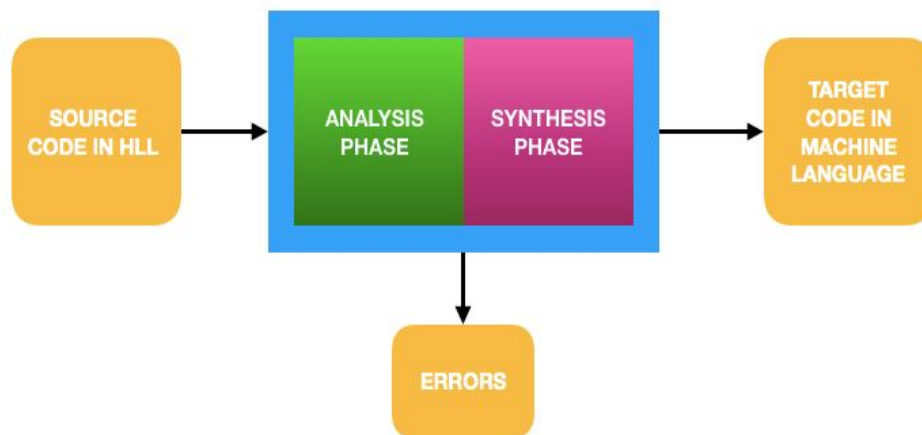 SOURCE
CODE IN HLL
ANALYSIS
PHASE
SYNTHESIS
PHASE
TARGET
CODE IN
MACHINE
LANGUAGE
ERRORS